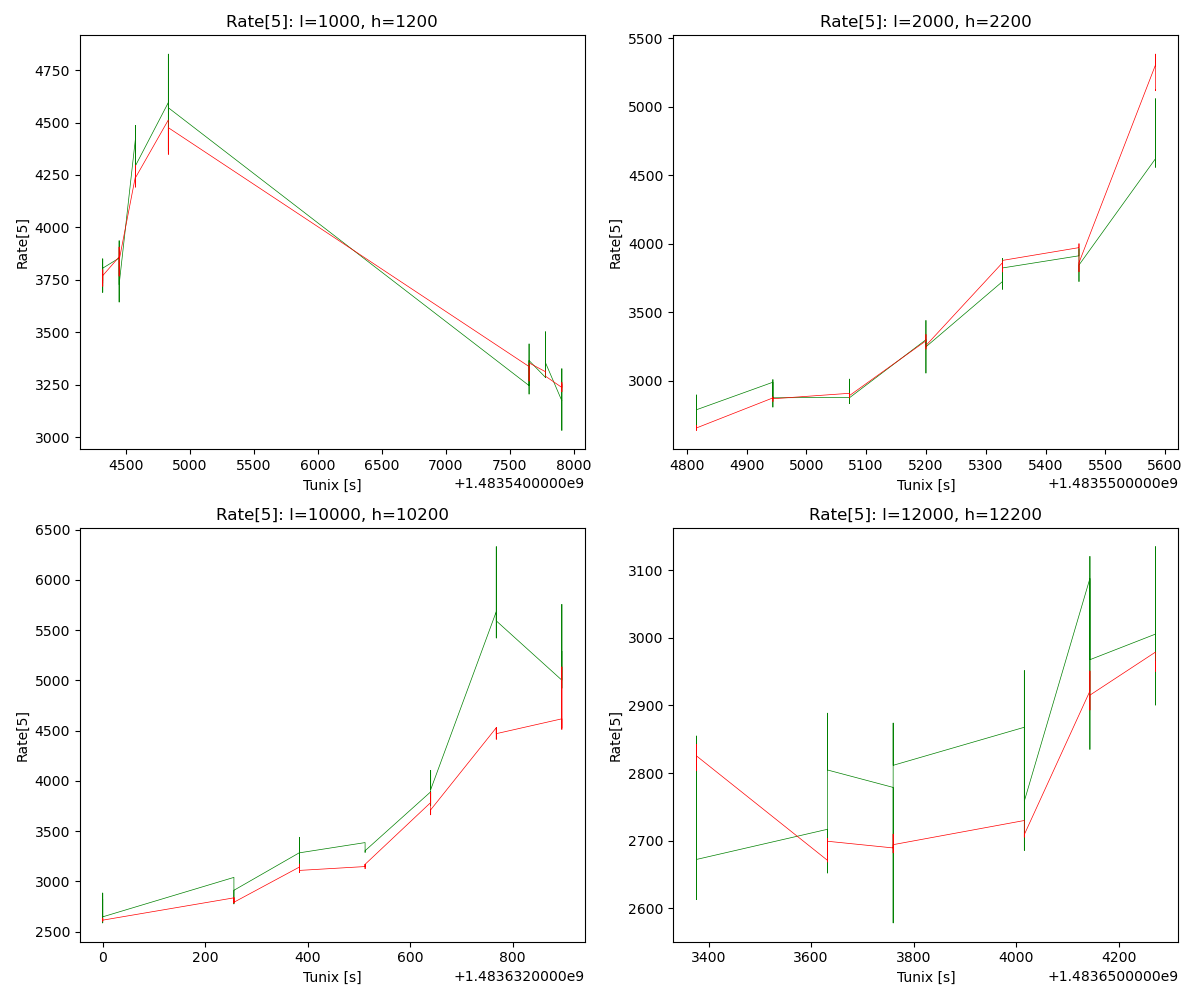 Rate[5]: l=1000, h=1200
4750
4500
4250
4000
3750
3500
3250
3000
Rate[5]
4500 5000 5500 6000 6500 7000 7500 8000
Tunix [s]
+1.4835400000e9
Rate[5]: l=2000, h=2200
5500
5000
4500
4000
3500
3000
Rate[5]
4800 4900 5000 5100 5200 5300 5400 5500 5600
Tunix [s]
+1.4835500000e9
Rate[5]: l=10000, h=10200
6500
6000
5500
5000
4500
4000
3500
3000
2500
Rate[5]
0 200 400 600 800
Tunix [s]
+1.4836320000e9
Rate[5]: l=12000, h=12200
3100
3000
2900
2800
2700
2600
Rate[5]
3400 3600 3800 4000 4200
Tunix [s]
+1.4836500000e9